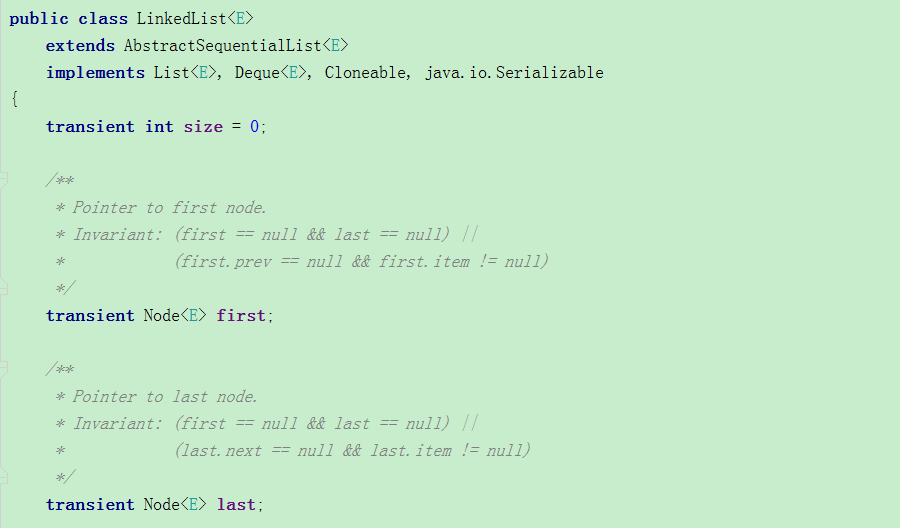 public class LinkedList<E>
    extends AbstractSequentialList<E>
    implements List<E>, Deque<E>, Cloneable, java.io.Serializable
{
    transient int size = 0;
    /**
     * Pointer to first node.
     * Invariant: (first == null && last == null) ||
     *            (first.prev == null && first.item != null)
     */
    transient Node<E> first;
    /**
     * Pointer to last node.
     * Invariant: (first == null && last == null) ||
     *            (last.next == null && last.item != null)
     */
    transient Node<E> last;